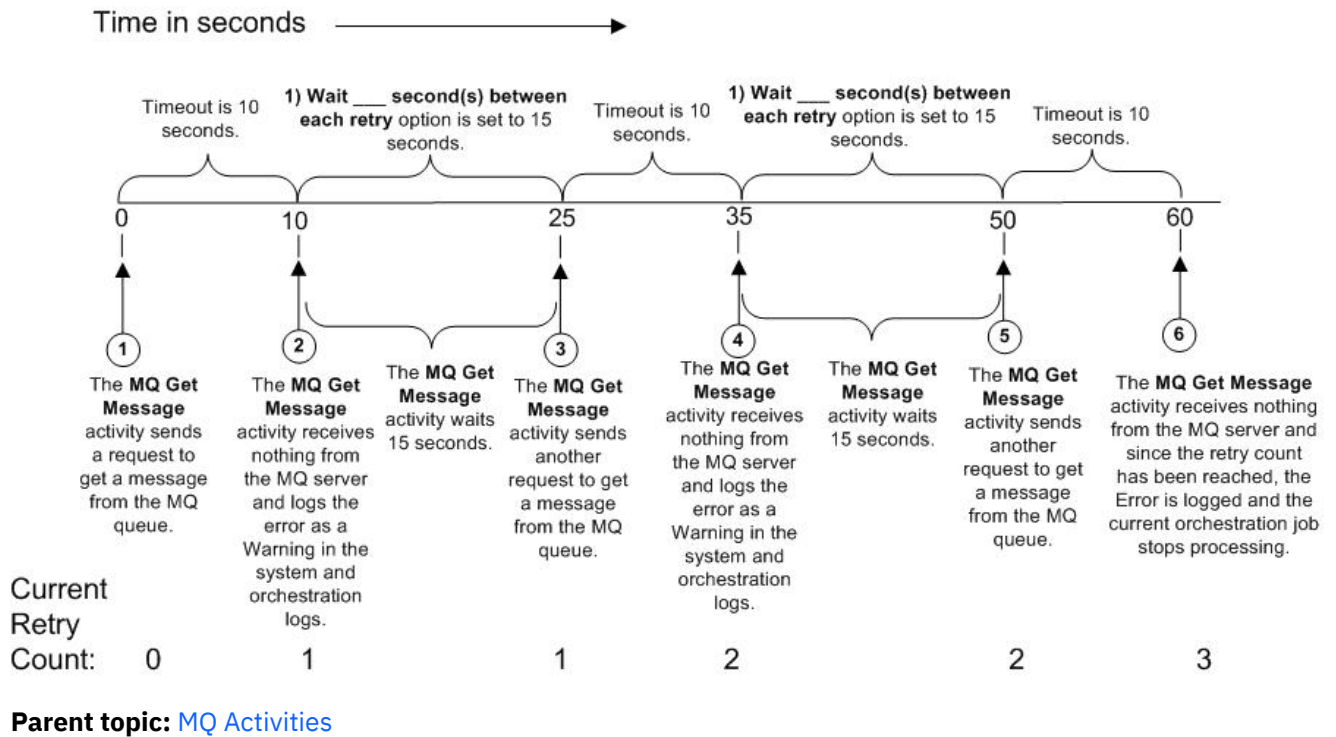 Time in seconds
Timeout is 10
seconds.
1) Wait ___ second(s) between
each retry option is set to 15
seconds.
Timeout is 10
seconds.
1) Wait ___ second(s) between
each retry option is set to 15
seconds.
Timeout is 10
seconds.
0
10
25
35
50
60
1
The MQ Get
Message
activity sends
a request to
get a message
from the MQ
queue.
2
The MQ Get
Message
activity receives
nothing from
the MQ server
and logs the
error as a
Warning in the
system and
orchestration
logs.
The MQ Get
Message
activity waits
15 seconds.
3
The MQ Get
Message
activity sends
another
request to get
a message
from the MQ
queue.
4
The MQ Get
Message
activity receives
nothing from
the MQ server
and logs the
error as a
Warning in the
system and
orchestration
logs.
The MQ Get
Message
activity waits
15 seconds.
5
The MQ Get
Message
activity sends
another
request to get
a message
from the MQ
queue.
6
The MQ Get Message
activity receives nothing
from the MQ server and
since the retry count
has been reached, the
Error is logged and the
current orchestration job
stops processing.
Current
Retry
Count: 0 1 1 2 2 3
Parent topic: MQ Activities